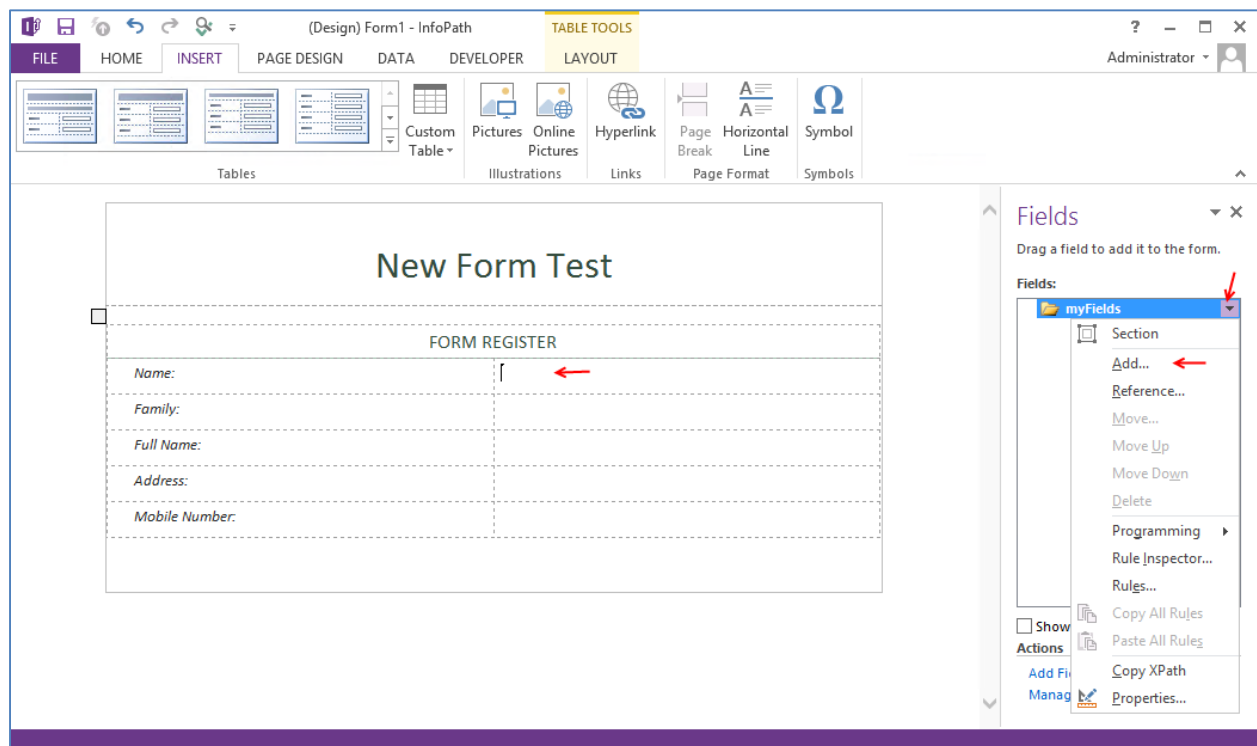 (Design) Form1 - InfoPath
TABLE TOOLS
?
FILE HOME INSERT PAGE DESIGN DATA DEVELOPER LAYOUT
Administrator
Custom
Table
Pictures
Online
Pictures
Hyperlink
Page
Break
Horizontal
Line
Symbol
Tables
Illustrations
Links
Page Format
Symbols
New Form Test
FORM REGISTER
Name:
Family:
Full Name:
Address:
Mobile Number:
Fields
Drag a field to add it to the form.
Fields:
myFields
Section
Add...
Reference...
Move...
Move Up
Move Down
Delete
Programming
Rule Inspector...
Rules...
Copy All Rules
Paste All Rules
Copy XPath
Properties...
Show
Actions
Add Fi
Manag